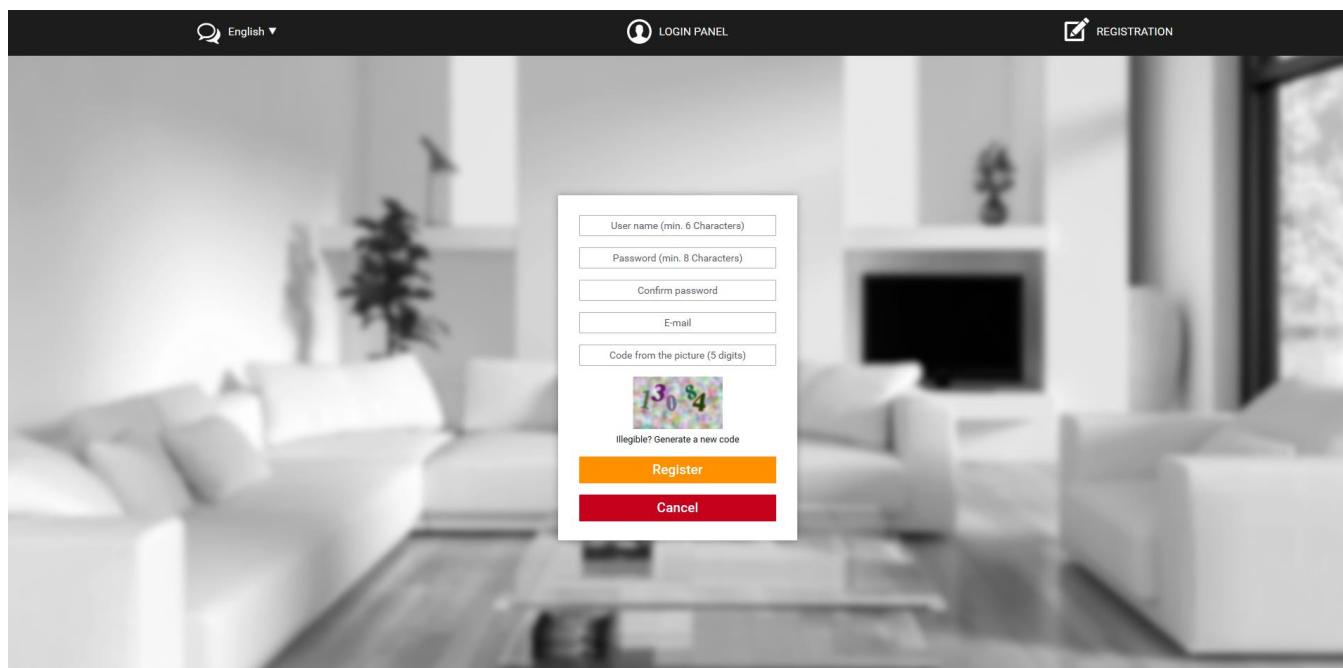 English ▼
LOGIN PANEL
REGISTRATION
User name (min. 6 Characters)
Password (min. 8 Characters)
Confirm password
E-mail
Code from the picture (5 digits)
13084
Illegible? Generate a new code
Register
Cancel